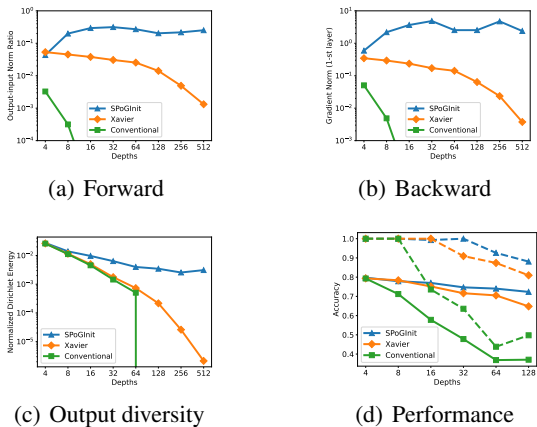 Output-input Norm Ratio
10^0
10^-1
10^-2
10^-3
10^-4
SPoGInit
Xavier
Conventional
4 8 16 32 64 128 256 512
Depths
(a) Forward
Gradient Norm (1-st layer)
10^1
10^0
10^-1
10^-2
10^-3
SPoGInit
Xavier
Conventional
4 8 16 32 64 128 256 512
Depths
(b) Backward
Normalized Dirichlet Energy
10^-2
10^-3
10^-4
10^-5
SPoGInit
Xavier
Conventional
4 8 16 32 64 128 256 512
Depths
(c) Output diversity
Accuracy
1.0
0.9
0.8
0.7
0.6
0.5
0.4
SPoGInit
Xavier
Conventional
4 8 16 32 64 128
Depths
(d) Performance